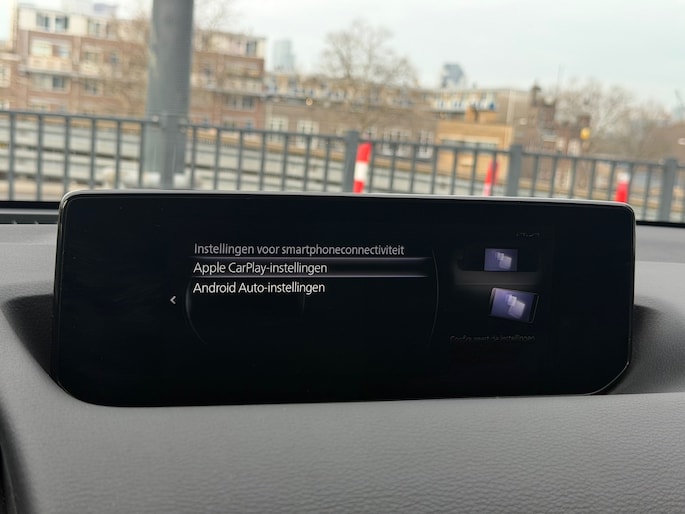 Instellingen voor smartphoneconnectiviteit
Apple CarPlay-instellingen
Android Auto-instellingen